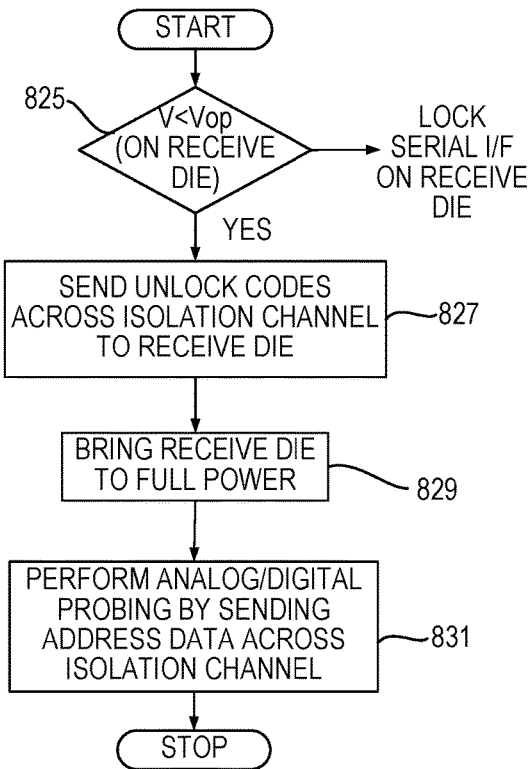 START
825
V<Vop
(ON RECEIVE
DIE)
LOCK
SERIAL I/F
ON RECEIVE
DIE
YES
SEND UNLOCK CODES
ACROSS ISOLATION CHANNEL
TO RECEIVE DIE
827
BRING RECEIVE DIE
TO FULL POWER
829
PERFORM ANALOG/DIGITAL
PROBING BY SENDING
ADDRESS DATA ACROSS
ISOLATION CHANNEL
831
STOP